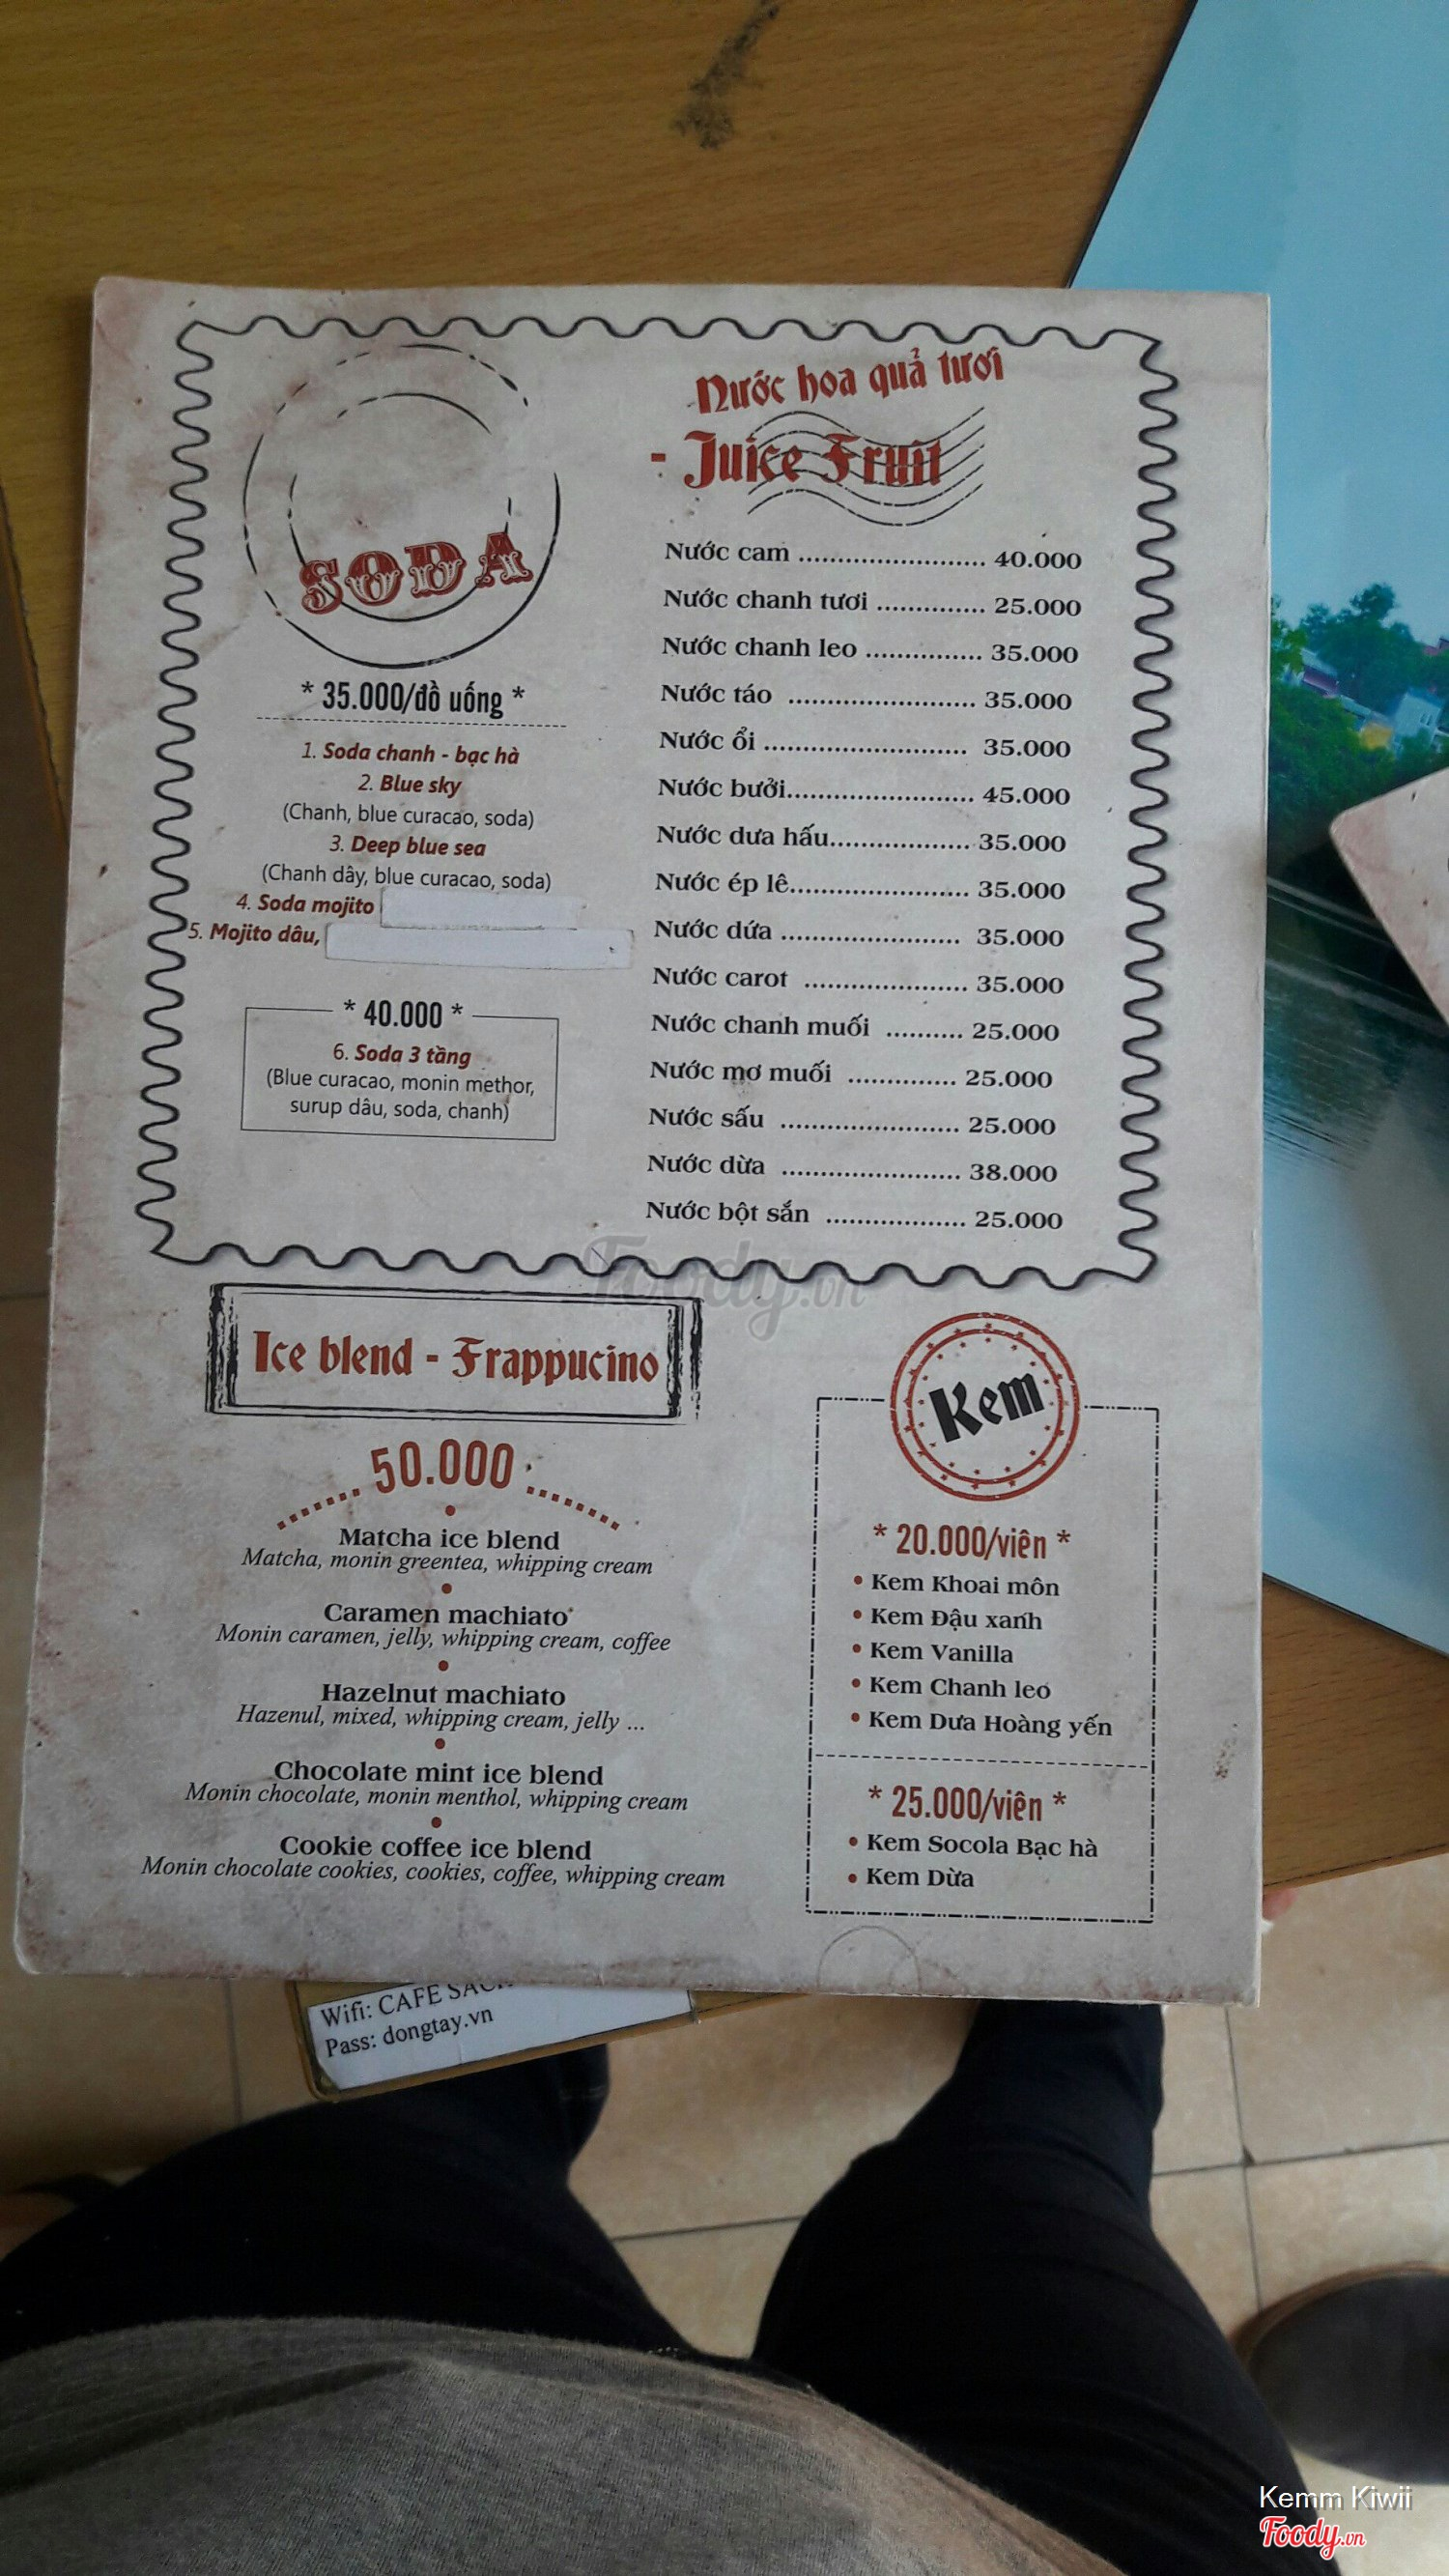 SODA
* 35.000/đồ uống *
1. Soda chanh - bạc hà
2. Blue sky
(Chanh, blue curacao, soda)
3. Deep blue sea
(Chanh dây, blue curacao, soda)
4. Soda mojito
5. Mojito dâu,
* 40.000 *
6. Soda 3 tầng
(Blue curacao, monin methor,
surup dâu, soda, chanh)
Nước hoa quả tươi
- Juice Fruit
Nước cam ........................ 40.000
Nước chanh tươi .............. 25.000
Nước chanh leo ............... 35.000
Nước táo ........................ 35.000
Nước ổi .......................... 35.000
Nước bưởi........................ 45.000
Nước dưa hấu.................. 35.000
Nước ép lê....................... 35.000
Nước dứa ....................... 35.000
Nước carot ..................... 35.000
Nước chanh muối .......... 25.000
Nước mơ muối .............. 25.000
Nước sấu ....................... 25.000
Nước dừa ....................... 38.000
Nước bột sắn .................. 25.000
Foody.vn
Ice blend - Frappucino
50.000
Matcha ice blend
Matcha, monin greentea, whipping cream
Caramen machiato
Monin caramen, jelly, whipping cream, coffee
Hazelnut machiato
Hazenul, mixed, whipping cream, jelly ...
Chocolate mint ice blend
Monin chocolate, monin menthol, whipping cream
Cookie coffee ice blend
Monin chocolate cookies, cookies, coffee, whipping cream
Kem
* 20.000/viên *
• Kem Khoai môn
• Kem Đậu xanh
• Kem Vanilla
• Kem Chanh leo
• Kem Dưa Hoàng yến
* 25.000/viên *
• Kem Socola Bạc hà
• Kem Dừa
Wifi: CAFE
Pass: dongtay.vn
Kemm Kiwii
Foody.vn